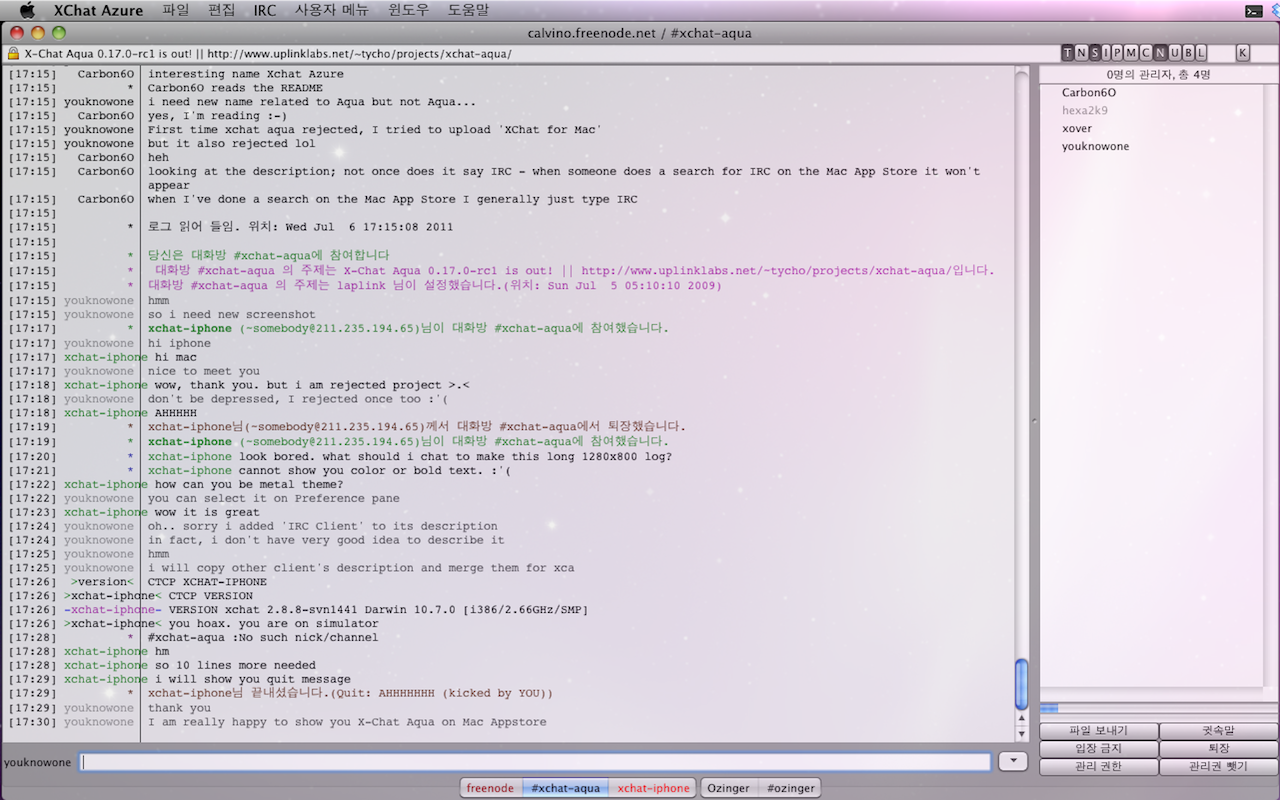 XChat Azure 파일 편집 IRC 사용자 메뉴 윈도우 도움말
calvino.freenode.net / #xchat-aqua
X-Chat Aqua 0.17.0-rc1 is out! || http://www.uplinklabs.net/~tycho/projects/xchat-aqua/
T N S I P M C N U B L K
0명의 관리자, 총 4명
Carbon6O
hexa2k9
xover
youknowone
[17:15] Carbon6O interesting name Xchat Azure
[17:15] * Carbon6O reads the README
[17:15] youknowone i need new name related to Aqua but not Aqua...
[17:15] Carbon6O yes, I'm reading :-)
[17:15] youknowone First time xchat aqua rejected, I tried to upload 'XChat for Mac'
[17:15] youknowone but it also rejected lol
[17:15] Carbon6O heh
[17:15] Carbon6O looking at the description; not once does it say IRC - when someone does a search for IRC on the Mac App Store it won't
appear
[17:15] Carbon6O when I've done a search on the Mac App Store I generally just type IRC
[17:15]
[17:15] * 로그 읽어 들임. 위치: Wed Jul  6 17:15:08 2011
[17:15]
[17:15] * 당신은 대화방 #xchat-aqua에 참여합니다
[17:15] * 대화방 #xchat-aqua 의 주제는 X-Chat Aqua 0.17.0-rc1 is out! || http://www.uplinklabs.net/~tycho/projects/xchat-aqua/입니다.
[17:15] * 대화방 #xchat-aqua 의 주제는 laplink 님이 설정했습니다.(위치: Sun Jul  5 05:10:10 2009)
[17:15] youknowone hmm
[17:15] youknowone so i need new screenshot
[17:17] * xchat-iphone (~somebody@211.235.194.65)님이 대화방 #xchat-aqua에 참여했습니다.
[17:17] youknowone hi iphone
[17:17] xchat-iphone hi mac
[17:17] youknowone nice to meet you
[17:18] xchat-iphone wow, thank you. but i am rejected project >.<
[17:18] youknowone don't be depressed, I rejected once too :'(
[17:18] xchat-iphone AHHHHH
[17:19] * xchat-iphone님(~somebody@211.235.194.65)께서 대화방 #xchat-aqua에서 퇴장했습니다.
[17:19] * xchat-iphone (~somebody@211.235.194.65)님이 대화방 #xchat-aqua에 참여했습니다.
[17:20] * xchat-iphone look bored. what should i chat to make this long 1280x800 log?
[17:21] * xchat-iphone cannot show you color or bold text. :'(
[17:22] xchat-iphone how can you be metal theme?
[17:22] youknowone you can select it on Preference pane
[17:23] xchat-iphone wow it is great
[17:24] youknowone oh.. sorry i added 'IRC Client' to its description
[17:24] youknowone in fact, i don't have very good idea to describe it
[17:25] youknowone hmm
[17:25] youknowone i will copy other client's description and merge them for xca
[17:26] >version< CTCP XCHAT-IPHONE
[17:26] >xchat-iphone< CTCP VERSION
[17:26] -xchat-iphone- VERSION xchat 2.8.8-svn1441 Darwin 10.7.0 [i386/2.66GHz/SMP]
[17:26] >xchat-iphone< you hoax. you are on simulator
[17:28] * #xchat-aqua :No such nick/channel
[17:28] xchat-iphone hm
[17:28] xchat-iphone so 10 lines more needed
[17:29] xchat-iphone i will show you quit message
[17:29] * xchat-iphone님 끝내셨습니다.(Quit: AHHHHHHH (kicked by YOU))
[17:29] youknowone thank you
[17:30] youknowone I am really happy to show you X-Chat Aqua on Mac Appstore
파일 보내기 귓속말
입장 금지 퇴장
관리 권한 관리권 뺏기
youknowone
freenode #xchat-aqua xchat-iphone Ozinger #ozinger